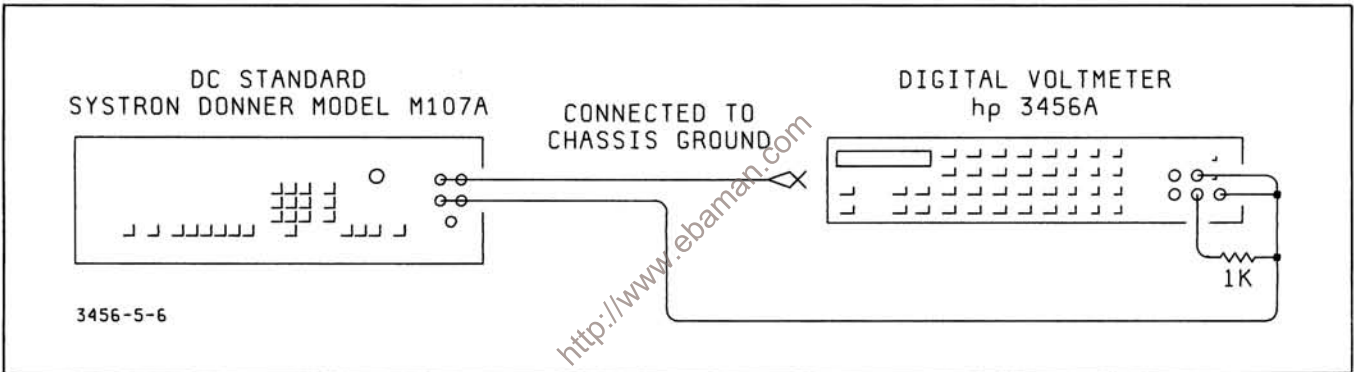 DC STANDARD
SYSTRON DONNER MODEL M107A
CONNECTED TO
CHASSIS GROUND
DIGITAL VOLTMETER
hp 3456A
1K
3456-5-6
http://www.ebaman.com